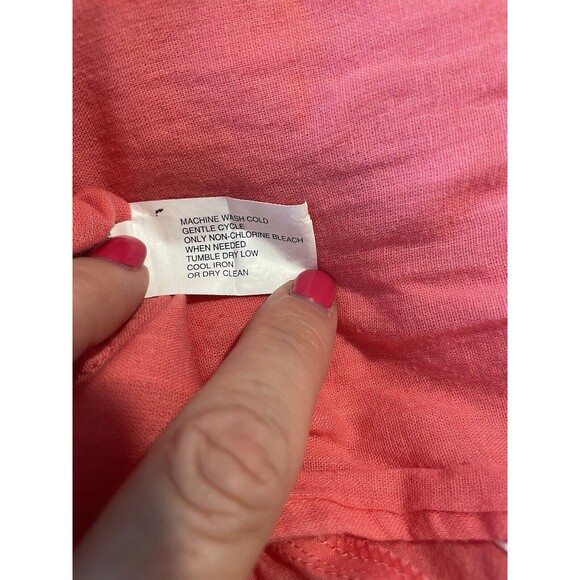 MACHINE WASH COLD
GENTLE CYCLE
ONLY NON-CHLORINE BLEACH
WHEN NEEDED
TUMBLE DRY LOW
COOL IRON
OR DRY CLEAN